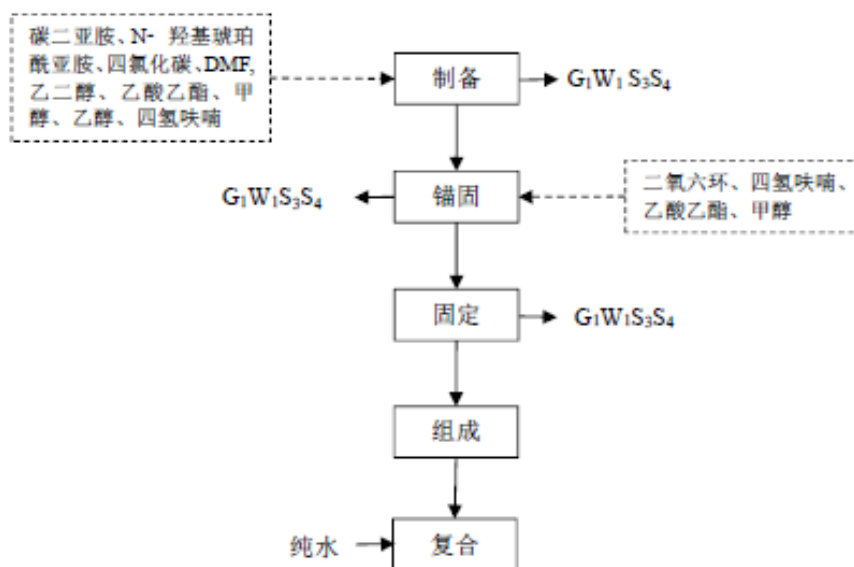 碳二亚胺、N- 羟基琥珀
酰亚胺、四氯化碳、DMF,
乙二醇、乙酸乙酯、甲
醇、乙醇、四氢呋喃
制备
G₁W₁S₃S₄
G₁W₁S₃S₄
锚固
二氧六环、四氢呋喃、
乙酸乙酯、甲醇
固定
G₁W₁S₃S₄
组成
纯水
复合